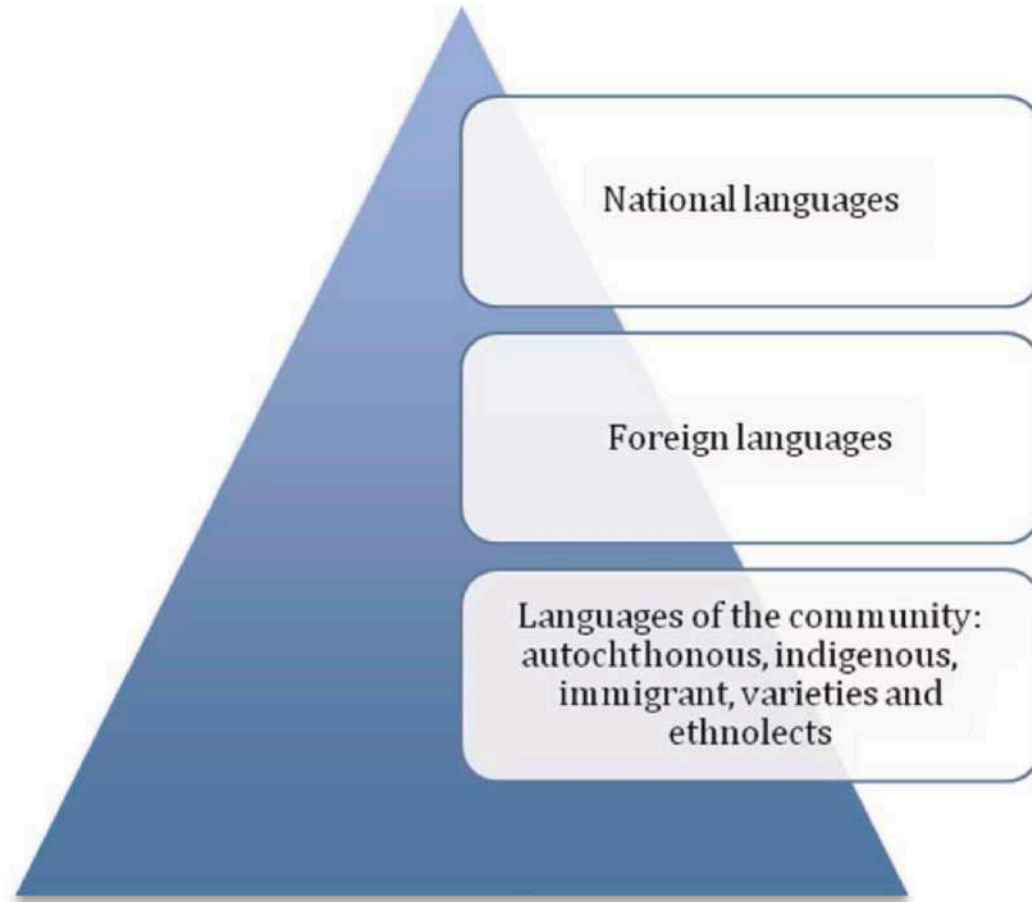 National languages
Foreign languages
Languages of the community:
autochthonous, indigenous,
immigrant, varieties and
ethnolects